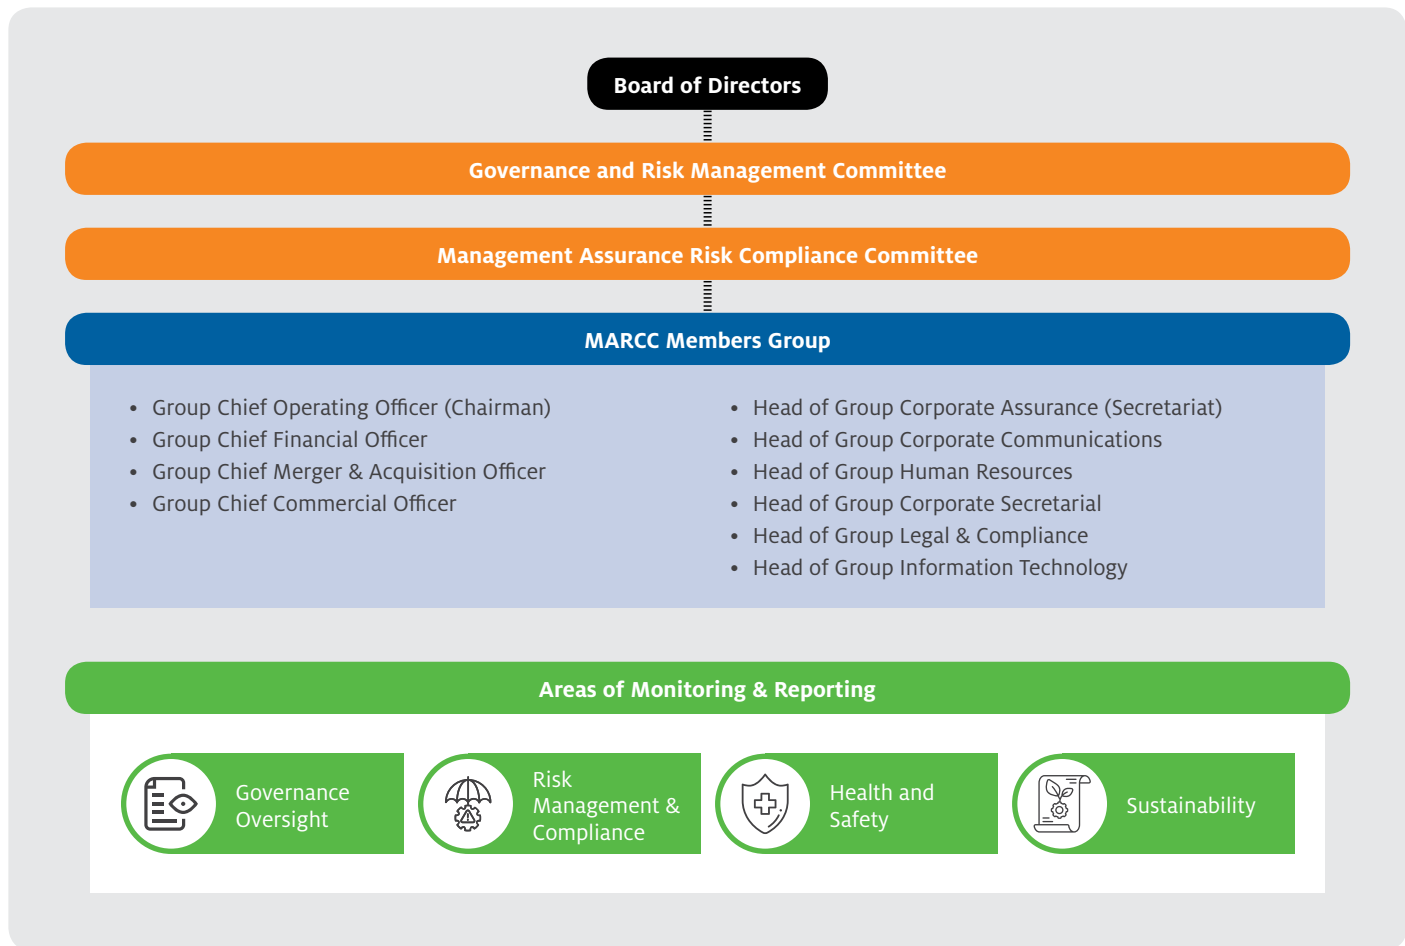 Board of Directors
Governance and Risk Management Committee
Management Assurance Risk Compliance Committee
MARCC Members Group
• Group Chief Operating Officer (Chairman)
• Group Chief Financial Officer
• Group Chief Merger & Acquisition Officer
• Group Chief Commercial Officer
• Head of Group Corporate Assurance (Secretariat)
• Head of Group Corporate Communications
• Head of Group Human Resources
• Head of Group Corporate Secretarial
• Head of Group Legal & Compliance
• Head of Group Information Technology
Areas of Monitoring & Reporting
Governance
Oversight
Risk
Management &
Compliance
Health and
Safety
Sustainability